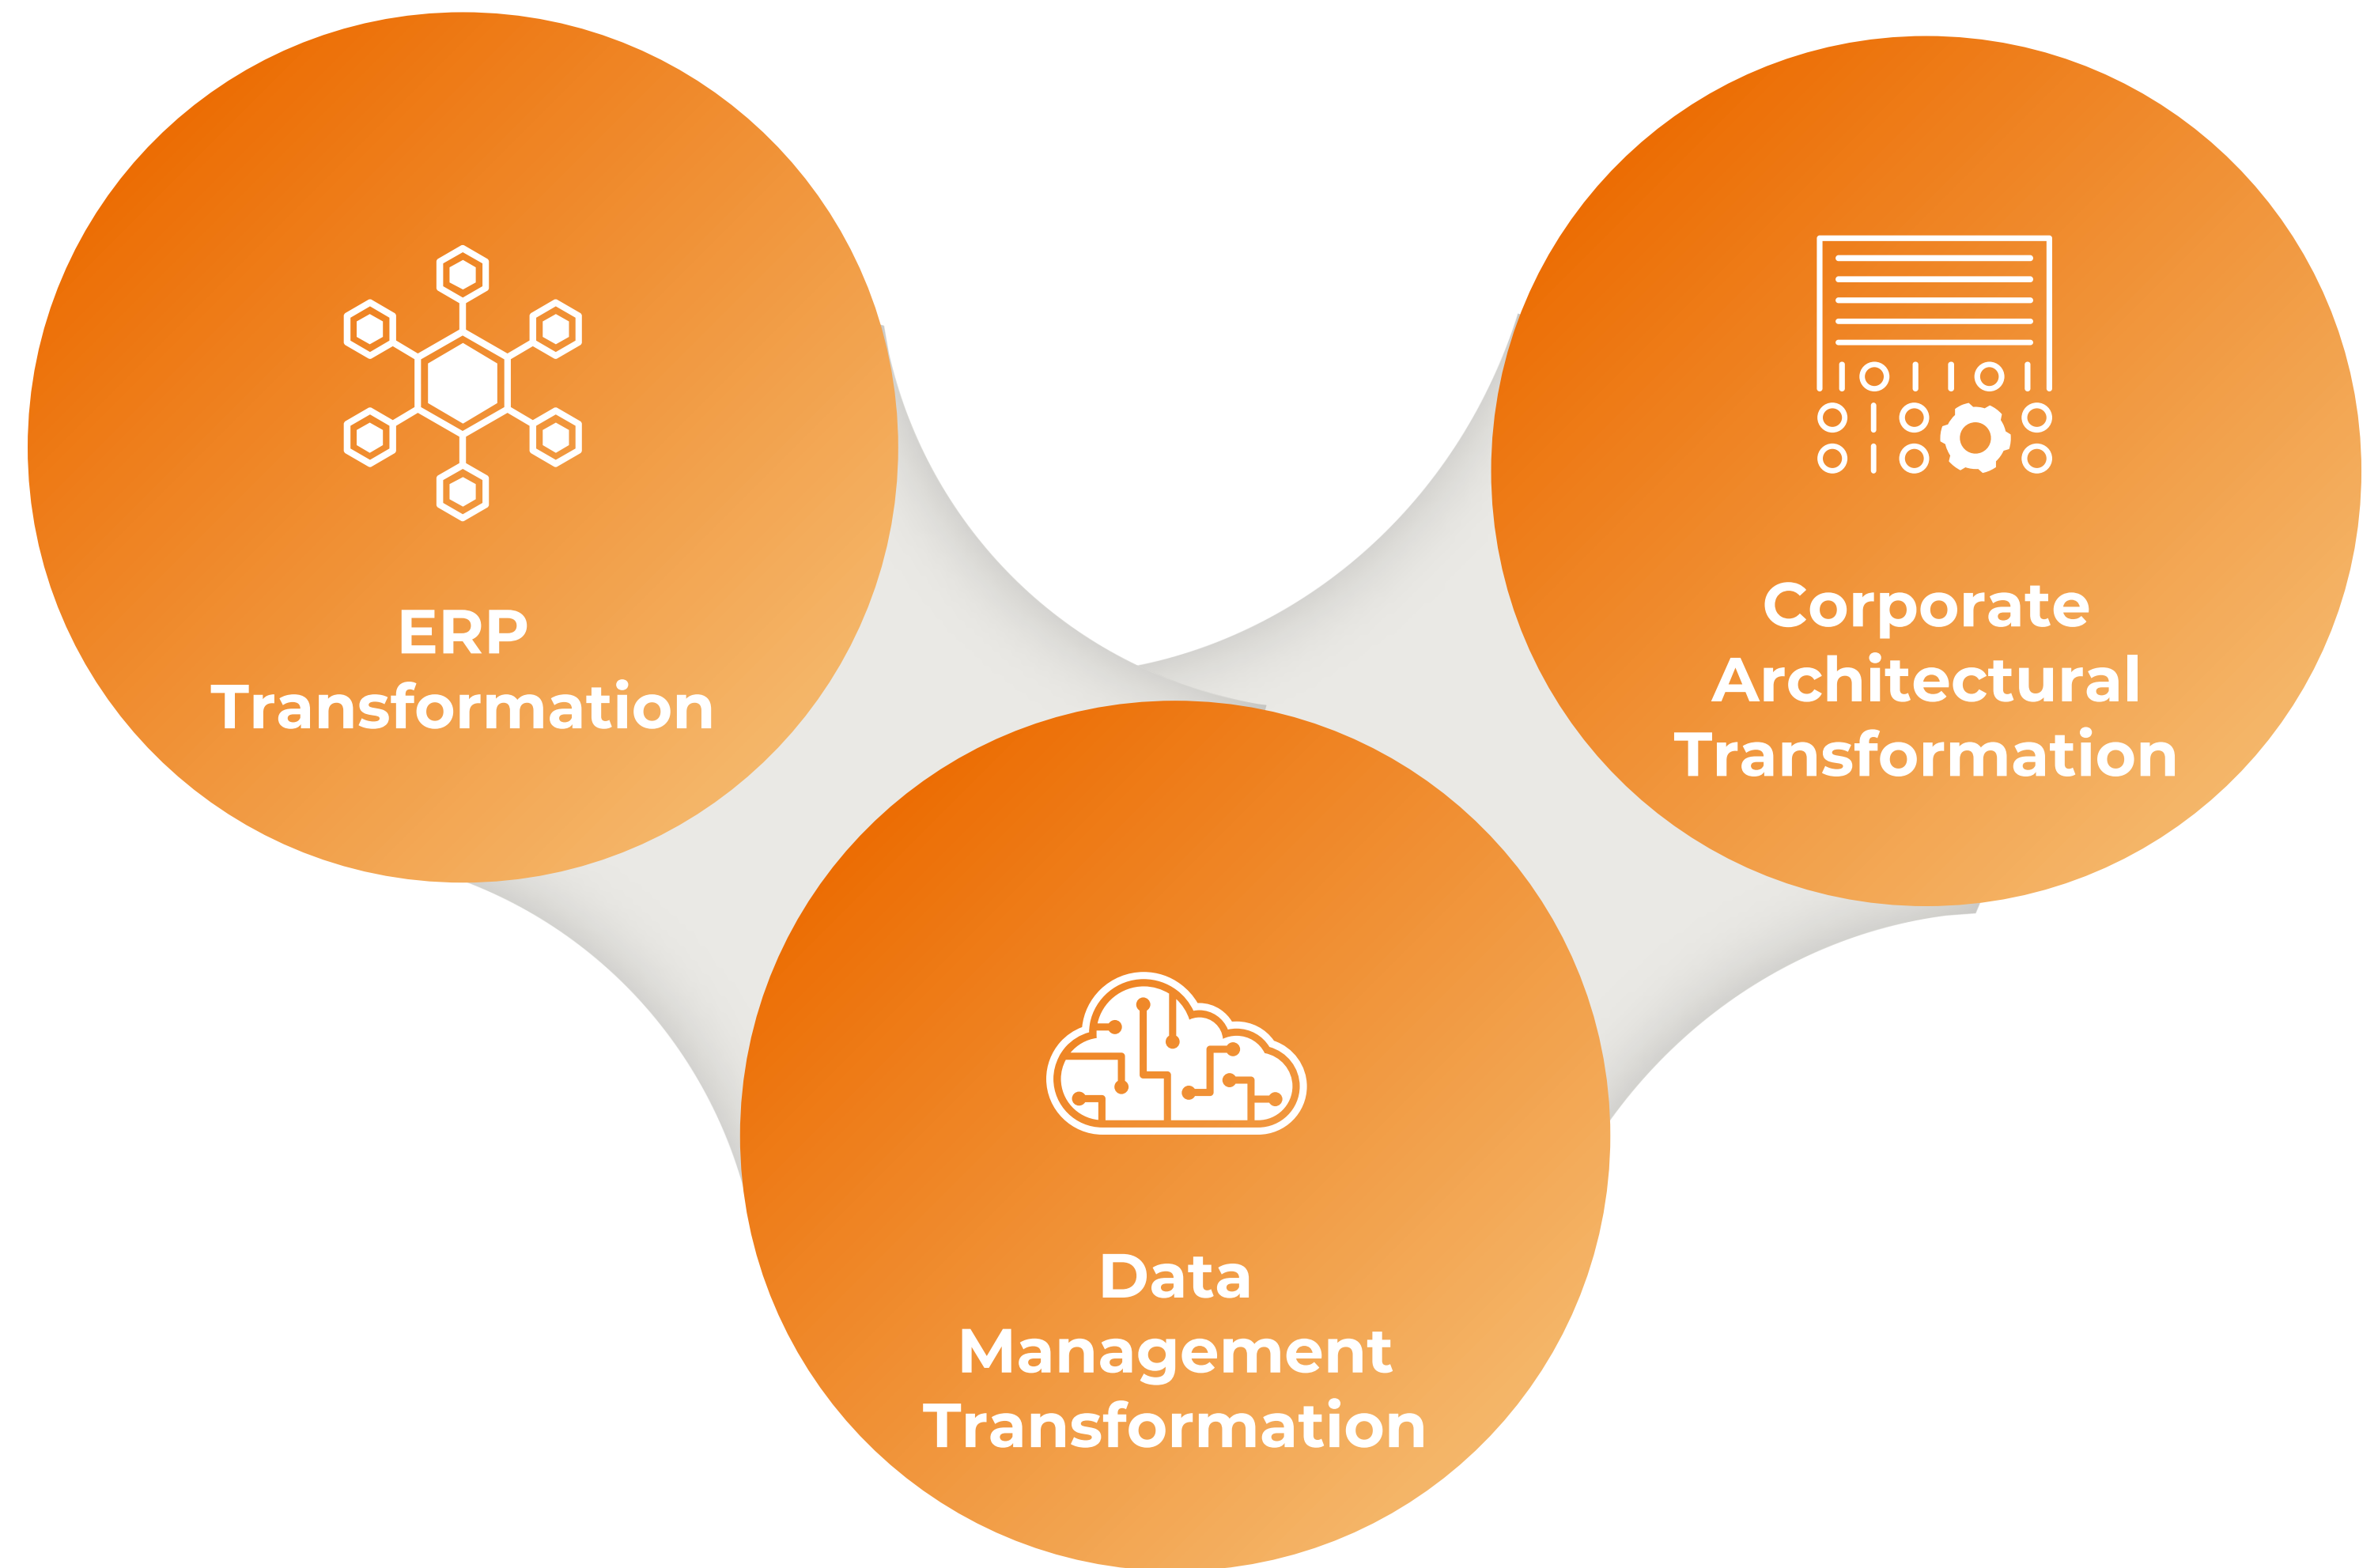 ERP
Transformation
Corporate
Architectural
Transformation
Data
Management
Transformation